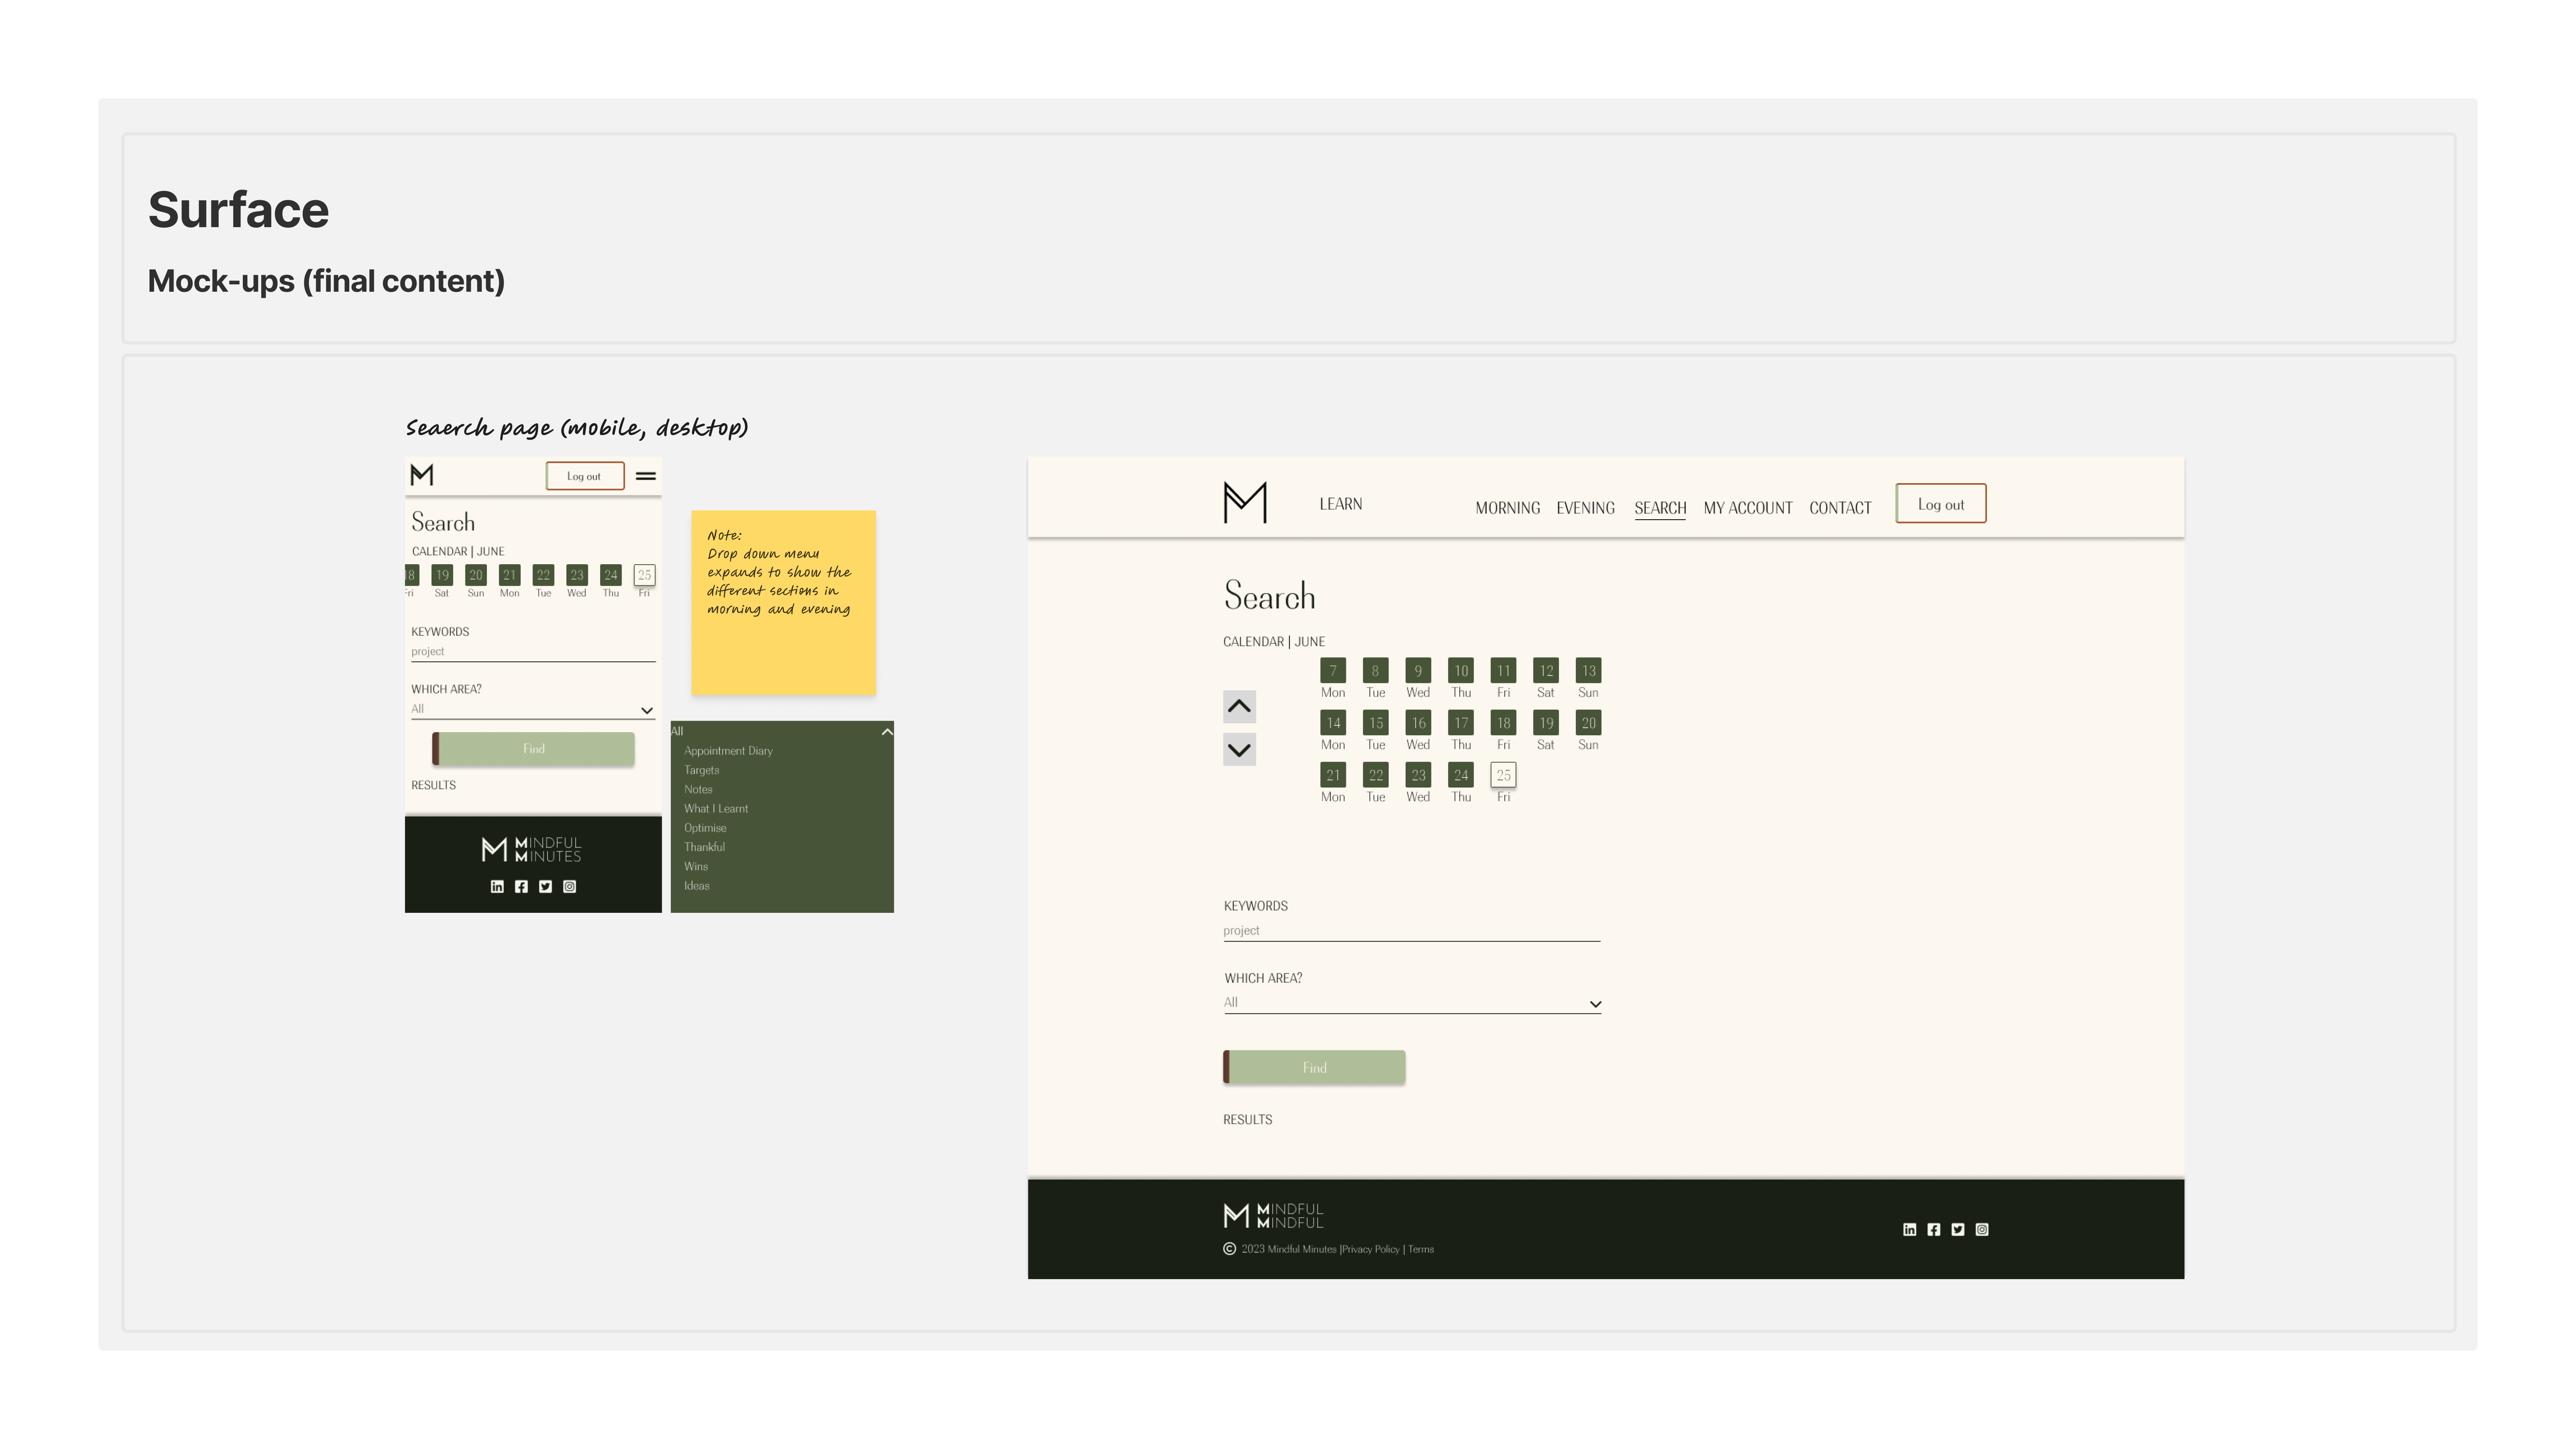 Surface
Mock-ups (final content)
Seaerch page (mobile, desktop)
Log out
Search
CALENDAR | JUNE
18 19 20 21 22 23 24 25
Fri Sat Sun Mon Tue Wed Thu Fri
KEYWORDS
project
WHICH AREA?
All
Find
RESULTS
MINDFUL
MINUTES
Note:
Drop down menu
expands to show the
different sections in
morning and evening
All
Appointment Diary
Targets
Notes
What I Learnt
Optimise
Thankful
Wins
Ideas
LEARN MORNING EVENING SEARCH MY ACCOUNT CONTACT Log out
Search
CALENDAR | JUNE
7 8 9 10 11 12 13
Mon Tue Wed Thu Fri Sat Sun
14 15 16 17 18 19 20
Mon Tue Wed Thu Fri Sat Sun
21 22 23 24 25
Mon Tue Wed Thu Fri
KEYWORDS
project
WHICH AREA?
All
Find
RESULTS
MINDFUL
MINDFUL
© 2023 Mindful Minutes |Privacy Policy | Terms